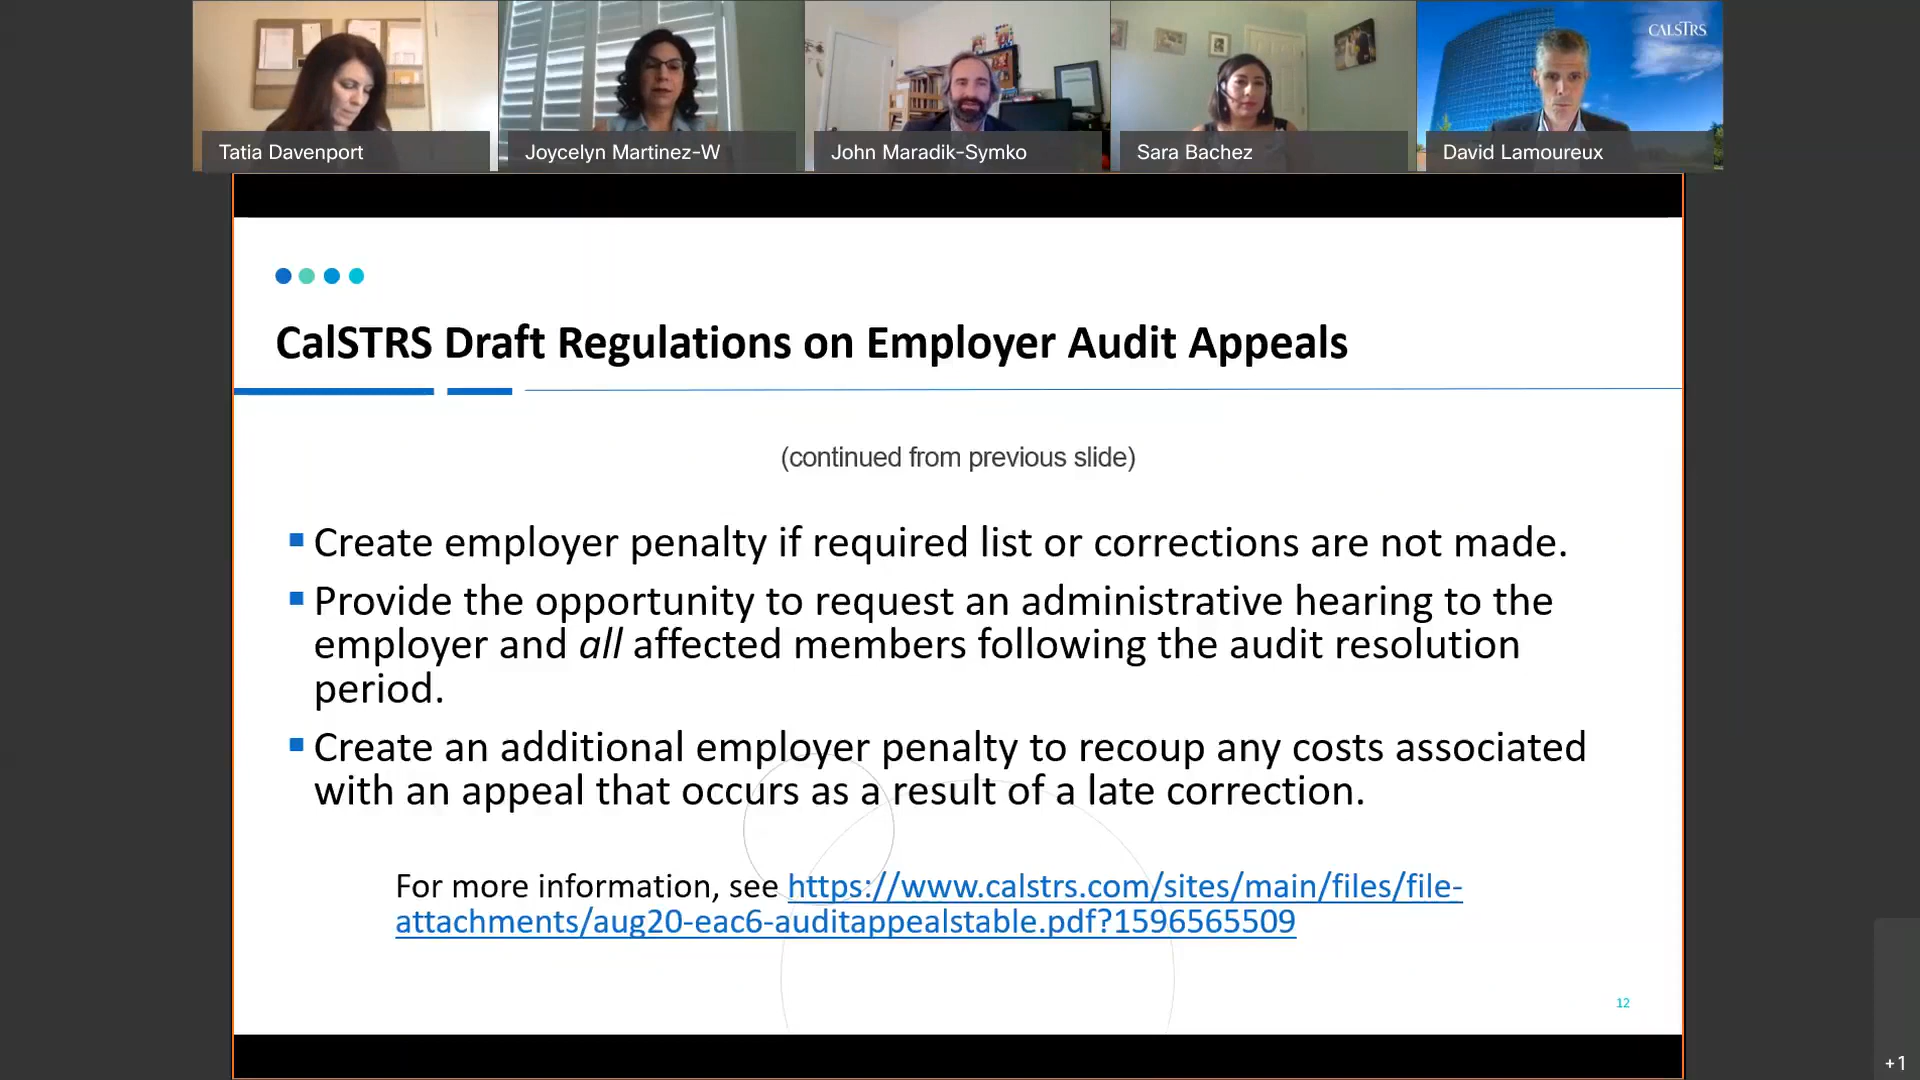 CALSTRS
Tatia Davenport
Joycelyn Martinez-W
John Maradik-Symko
Sara Bachez
David Lamoureux
CalSTRS Draft Regulations on Employer Audit Appeals
(continued from previous slide)
Create employer penalty if required list or corrections are not made.
Provide the opportunity to request an administrative hearing to the
employer and all affected members following the audit resolution
period.
Create an additional employer penalty to recoup any costs associated
with an appeal that occurs as a result of a late correction.
For more information, see https://www.calstrs.com/sites/main/files/file-
attachments/aug20-eac6-auditappealstable.pdf?1596565509
12
+1